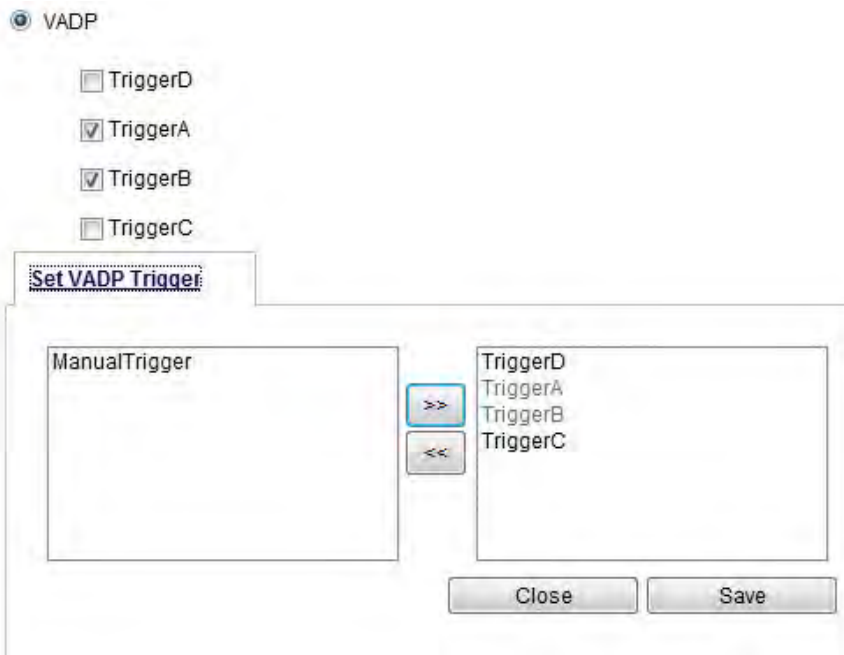 VADP
TriggerD
TriggerA
TriggerB
TriggerC
Set VADP Trigger
ManualTrigger
TriggerD
TriggerA
>>
TriggerB
TriggerC
<<
Close Save